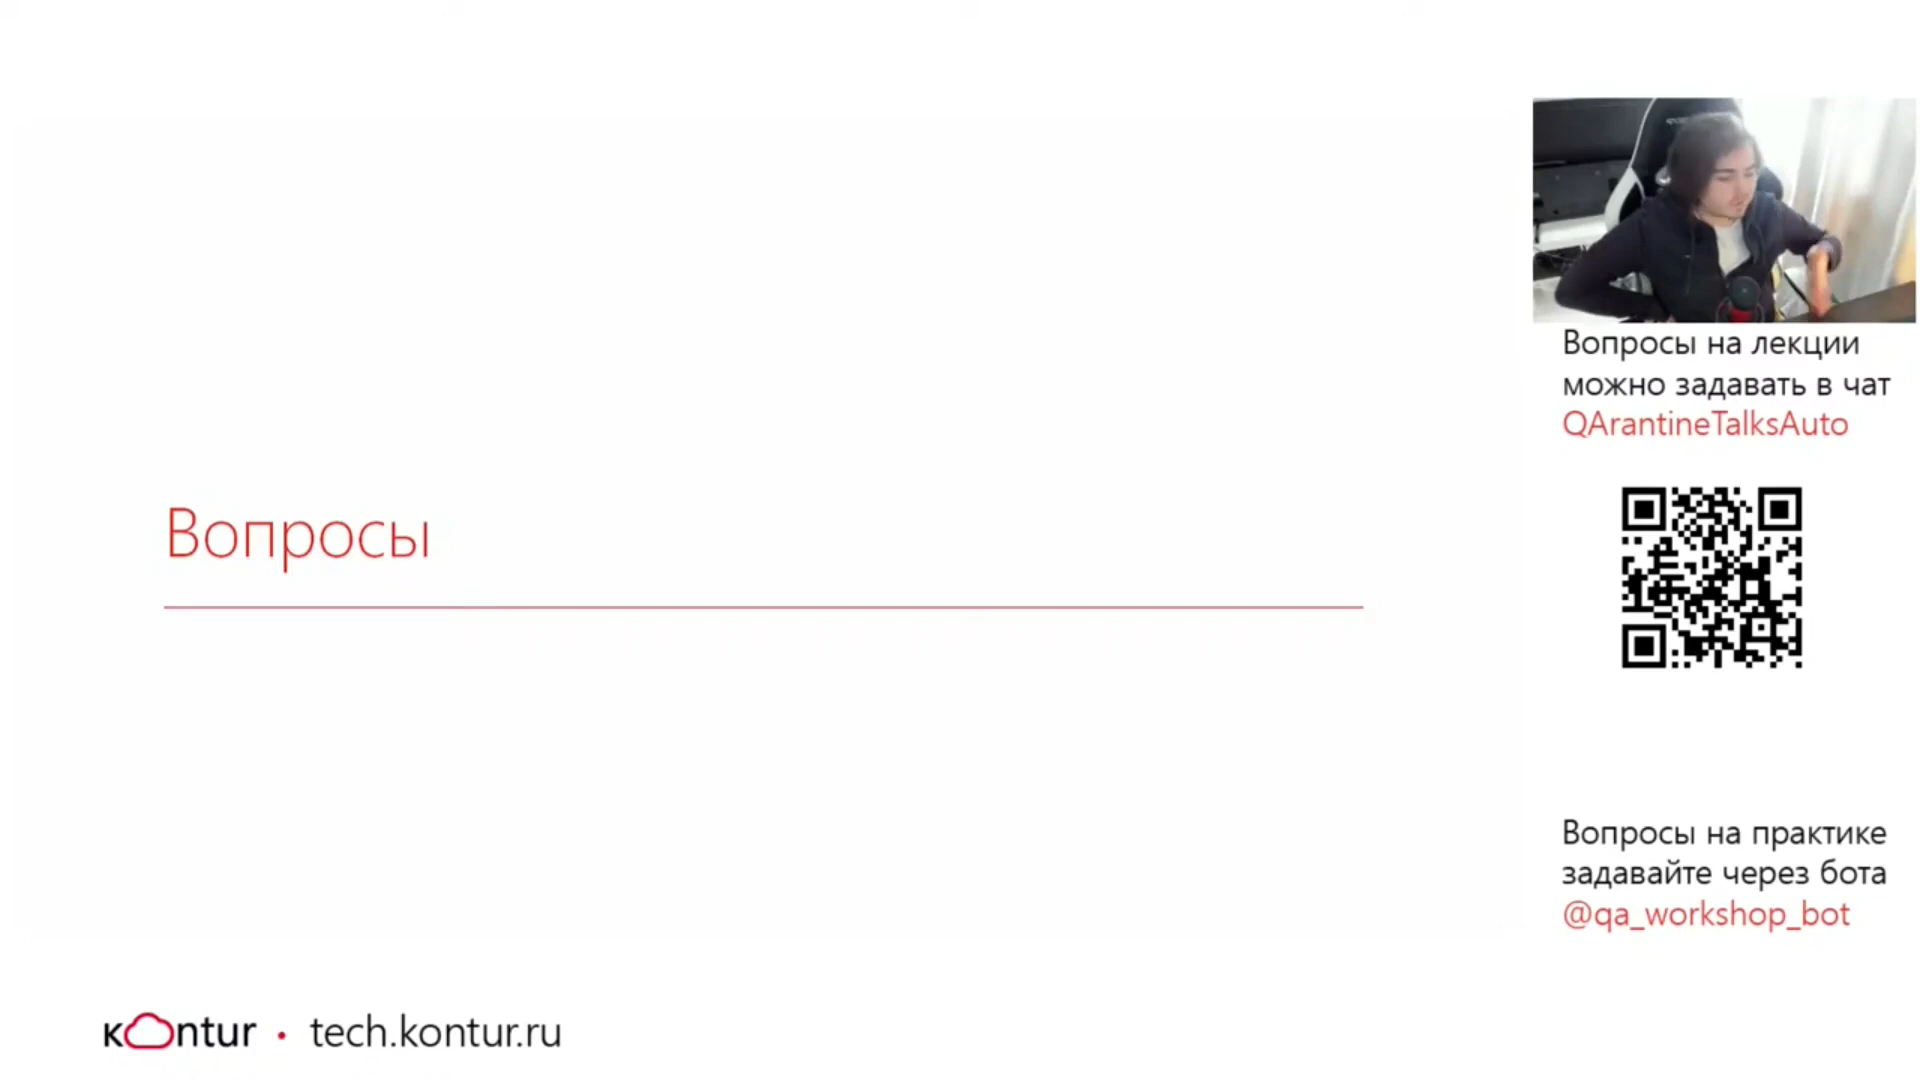 Вопросы
Вопросы на лекции
можно задавать в чат
QArantineTalksAuto
Вопросы на практике
задавайте через бота
@qa_workshop_bot
kontur • tech.kontur.ru